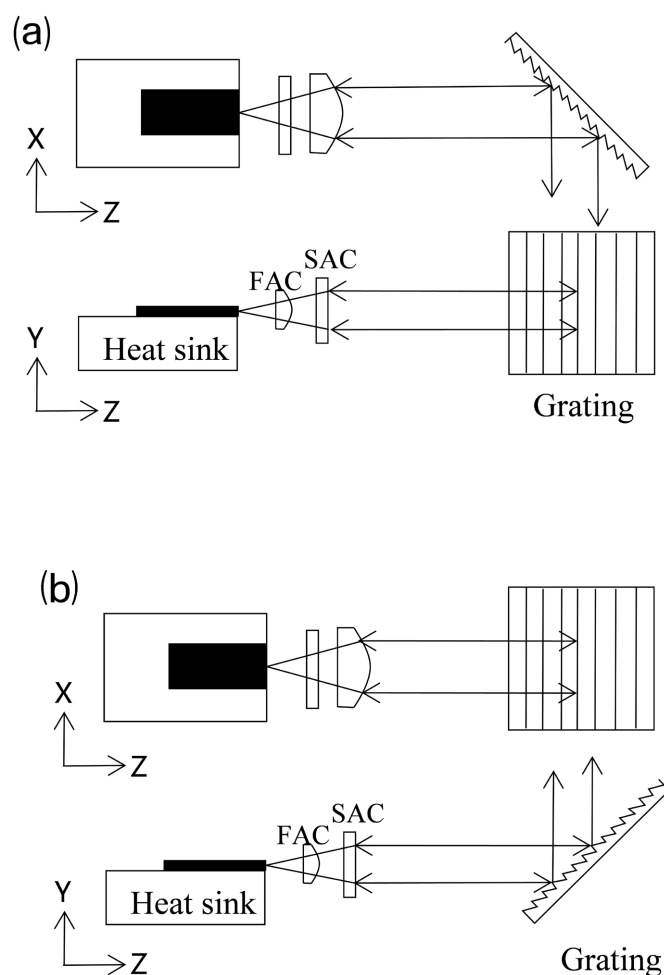 (a)
X
Z
SAC
FAC
Y
Heat sink
Z
Grating
(b)
X
Z
SAC
FAC
Y
Heat sink
Z
Grating